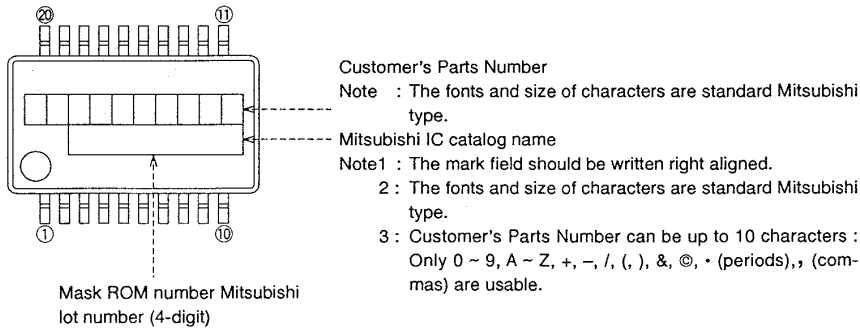 ⑳ ⑪
Customer's Parts Number
Note : The fonts and size of characters are standard Mitsubishi
type.
Mitsubishi IC catalog name
Note1 : The mark field should be written right aligned.
2 : The fonts and size of characters are standard Mitsubishi
type.
3 : Customer's Parts Number can be up to 10 characters :
Only 0 ~ 9, A ~ Z, +, –, /, (, ), &, ©, • (periods), , (com-
mas) are usable.
① ⑩
Mask ROM number Mitsubishi
lot number (4-digit)